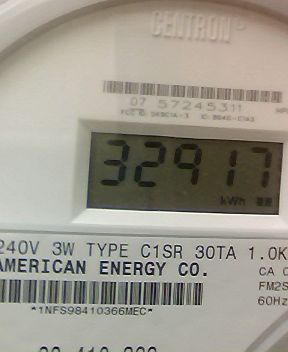 CENTRON®
07 57245311
32917
kWh
240V 3W TYPE C1SR 30TA 1.0K
AMERICAN ENERGY CO.
CA
FM2S
60Hz
*1NFS98410366MEC*